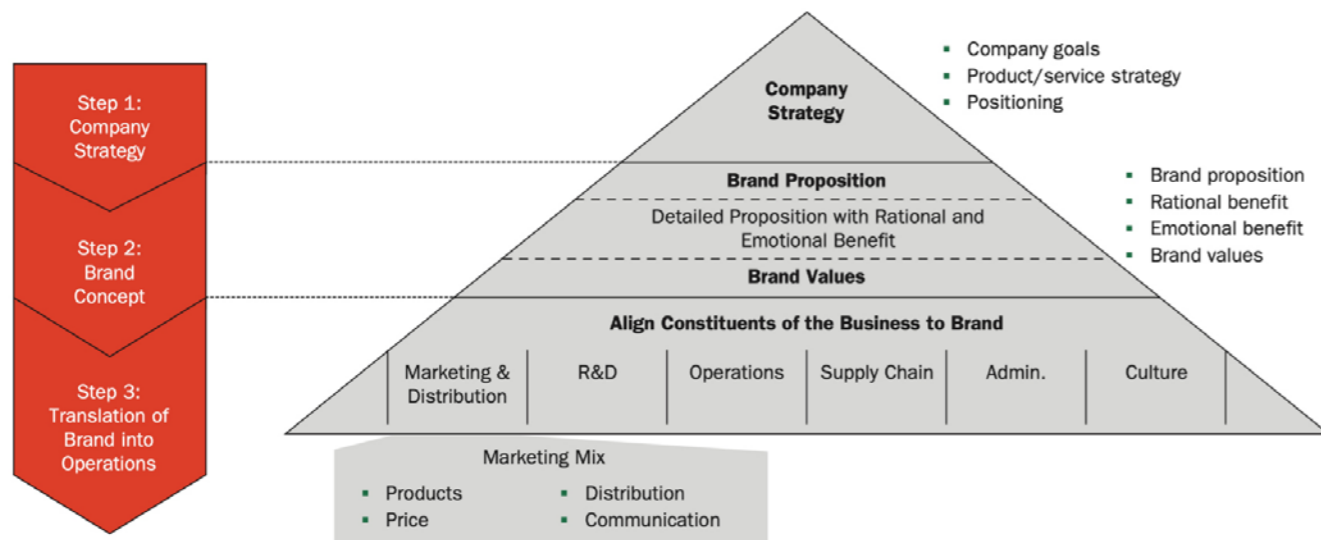 Step 1:
Company
Strategy
Step 2:
Brand
Concept
Step 3:
Translation of
Brand into
Operations
Company
Strategy
Brand Proposition
Detailed Proposition with Rational and
Emotional Benefit
Brand Values
Align Constituents of the Business to Brand
Marketing &
Distribution
R&D
Operations
Supply Chain
Admin.
Culture
Marketing Mix
▪ Products
▪ Price
▪ Distribution
▪ Communication
▪ Company goals
▪ Product/service strategy
▪ Positioning
▪ Brand proposition
▪ Rational benefit
▪ Emotional benefit
▪ Brand values